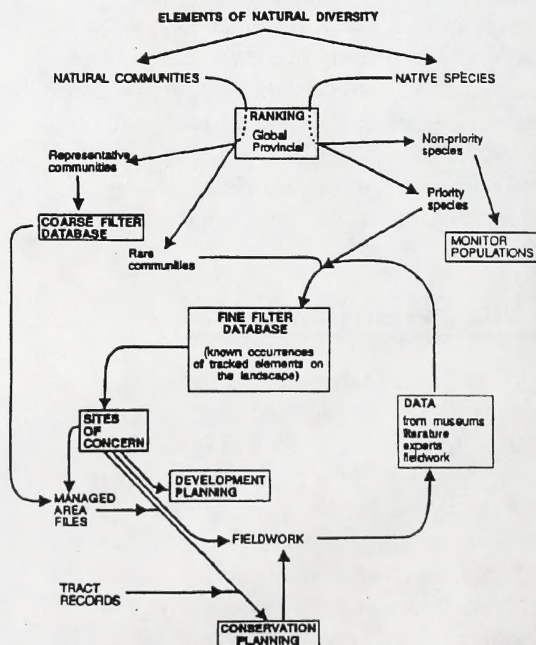 ELEMENTS OF NATURAL DIVERSITY
NATURAL COMMUNITIES
NATIVE SPECIES
RANKING
Global
Provincial
Representative
communities
Non-priority
species
Priority
species
COARSE FILTER
DATABASE
Rare
communities
MONITOR
POPULATIONS
FINE FILTER
DATABASE
(known occurrences
of tracked elements on
the landscape)
DATA
from museums
literature
experts
fieldwork
SITES
OF
CONCERN
DEVELOPMENT
PLANNING
MANAGED
AREA
FILES
FIELDWORK
TRACT
RECORDS
CONSERVATION
PLANNING